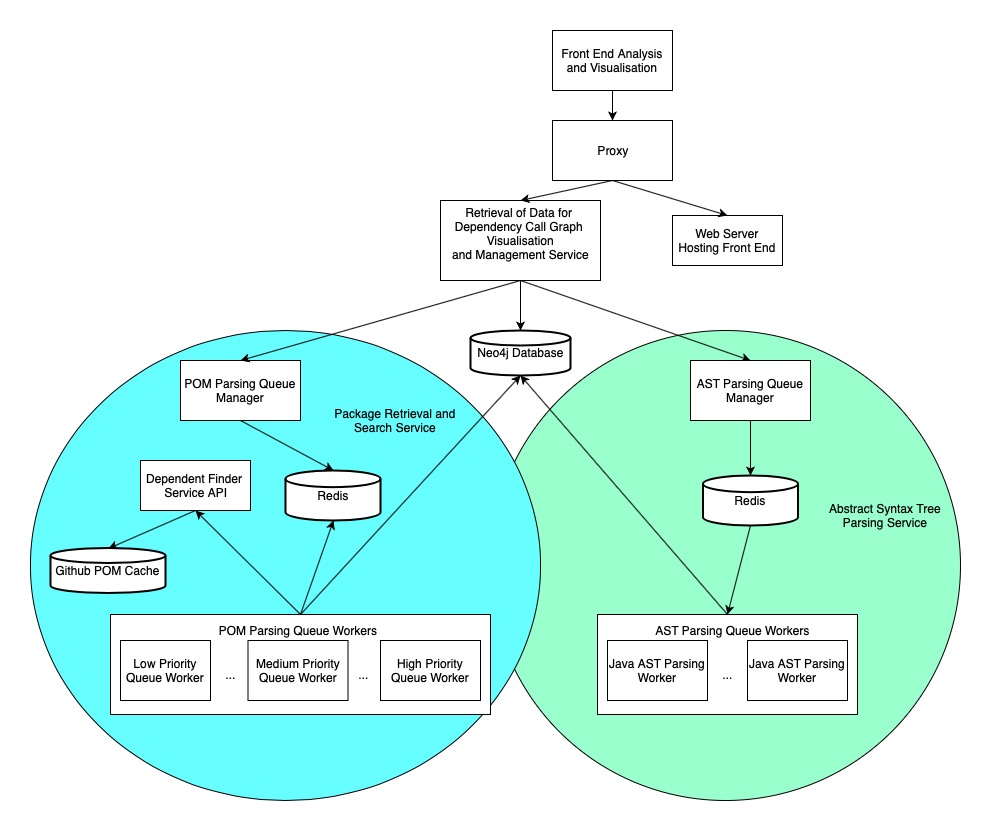 Front End Analysis
and Visualisation
Proxy
Retrieval of Data for
Dependency Call Graph
Visualisation
and Management Service
Web Server
Hosting Front End
Neo4j Database
POM Parsing Queue
Manager
AST Parsing Queue
Manager
Package Retrieval and
Search Service
Dependent Finder
Service API
Redis
Redis
Abstract Syntax Tree
Parsing Service
Github POM Cache
POM Parsing Queue Workers
Low Priority
Queue Worker
...
Medium Priority
Queue Worker
...
High Priority
Queue Worker
AST Parsing Queue Workers
Java AST Parsing
Worker
...
Java AST Parsing
Worker